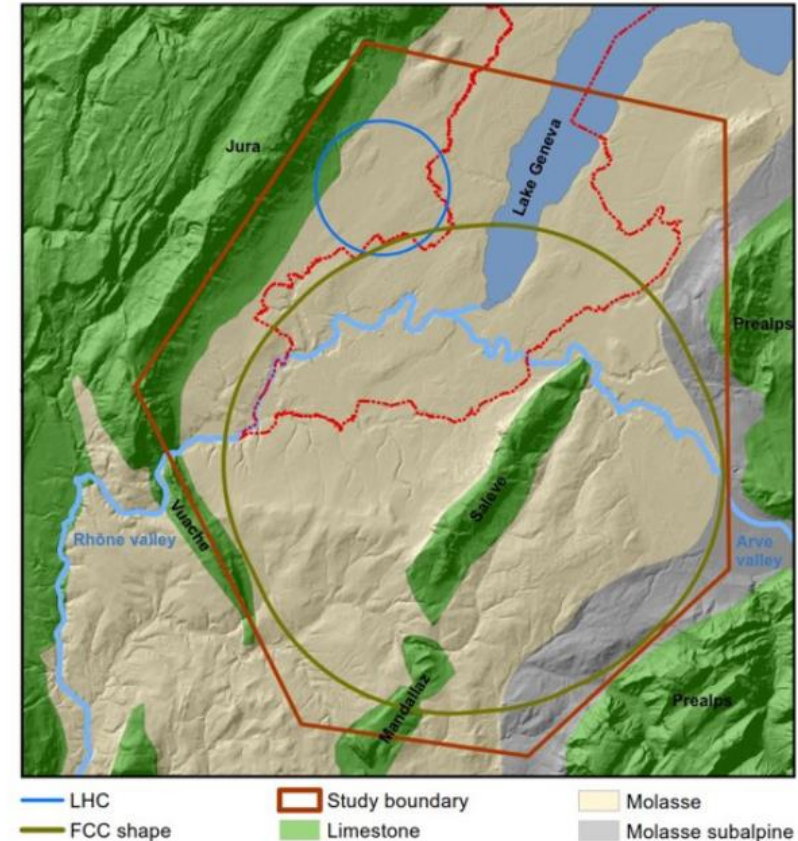 Jura
Lake Geneva
Prealps
Salève
Vuache
Rhône valley
Arve
valley
Mandallaz
Prealps
LHC
Study boundary
Molasse
FCC shape
Limestone
Molasse subalpine